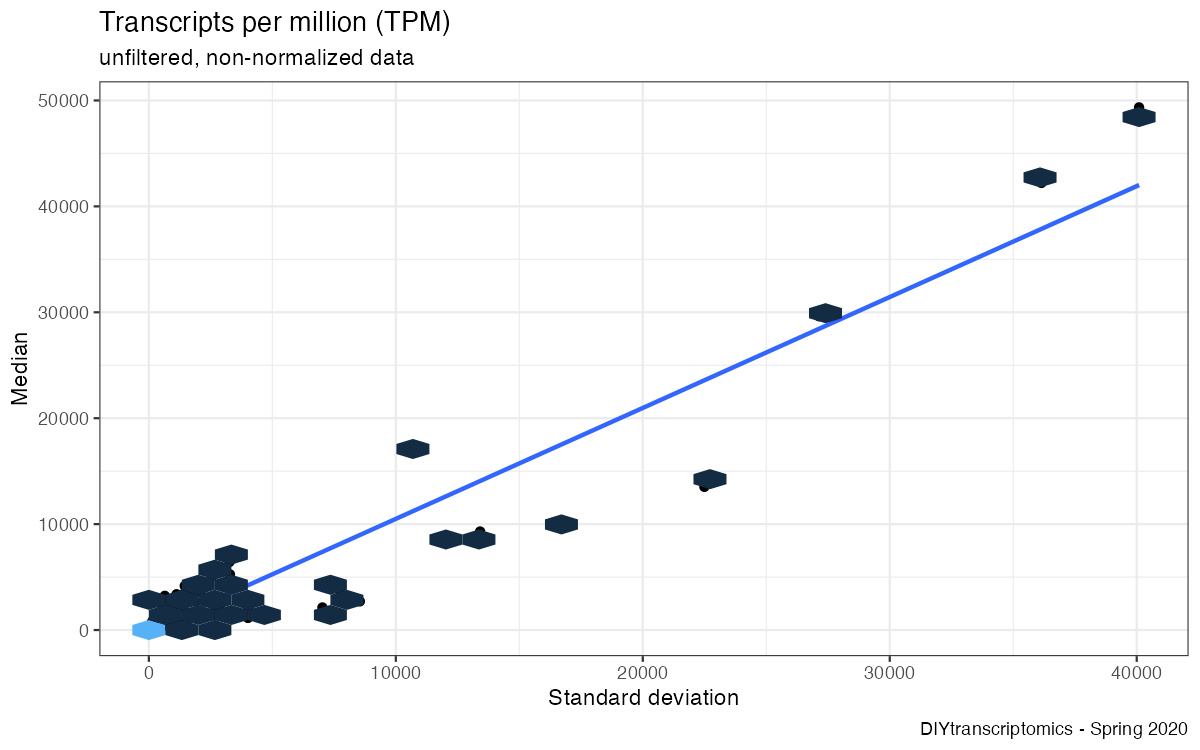 Transcripts per million (TPM)
unfiltered, non-normalized data
50000
40000
30000
20000
10000
0
Median
0 10000 20000 30000 40000
Standard deviation
DIYtranscriptomics - Spring 2020